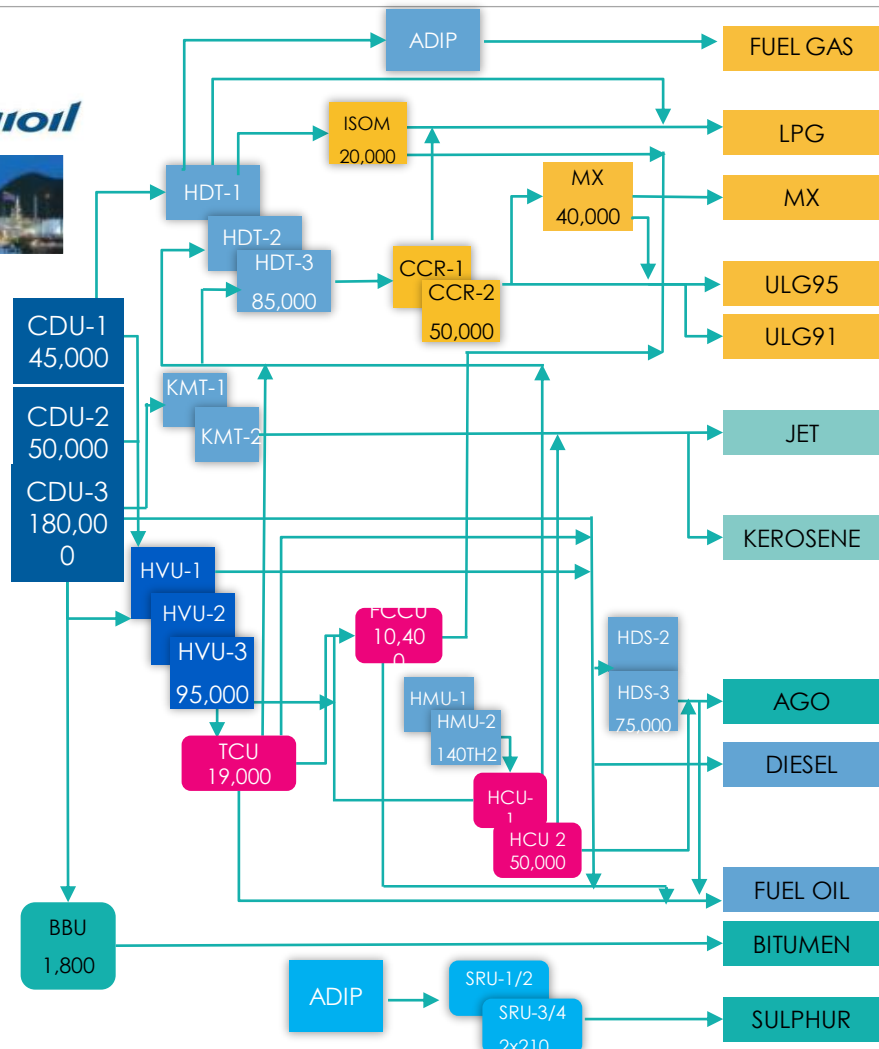 ADIP
FUEL GAS
ISOM
20,000
LPG
HDT-1
MX
40,000
MX
HDT-2
HDT-3
85,000
CCR-1
CCR-2
50,000
ULG95
ULG91
CDU-1
45,000
CDU-2
50,000
CDU-3
180,00
0
KMT-1
KMT-2
JET
KEROSENE
HVU-1
HVU-2
HVU-3
95,000
FCCU
10,40
0
HDS-2
HDS-3
75,000
HMU-1
HMU-2
140TH2
AGO
TCU
19,000
DIESEL
HCU-
1
HCU 2
50,000
FUEL OIL
BBU
1,800
BITUMEN
ADIP
SRU-1/2
SRU-3/4
2x210
SULPHUR